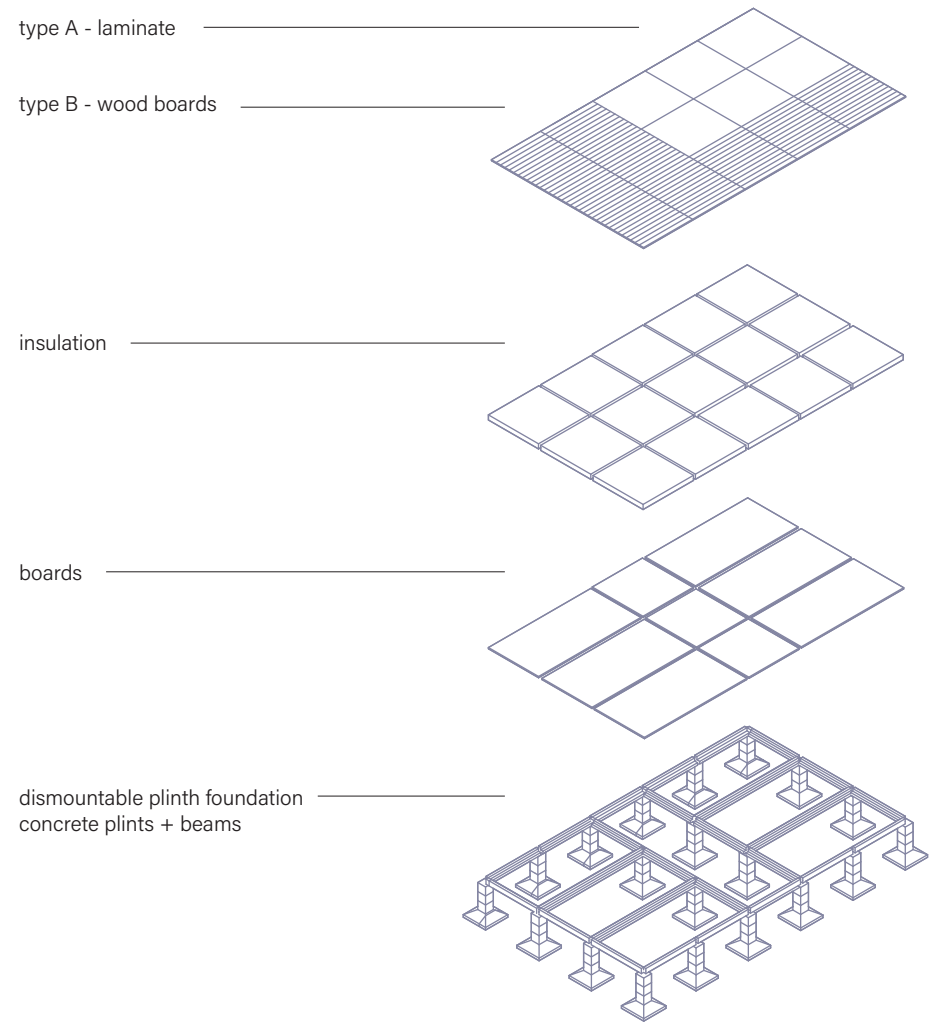 type A - laminate
type B - wood boards
insulation
boards
dismountable plinth foundation
concrete plints + beams